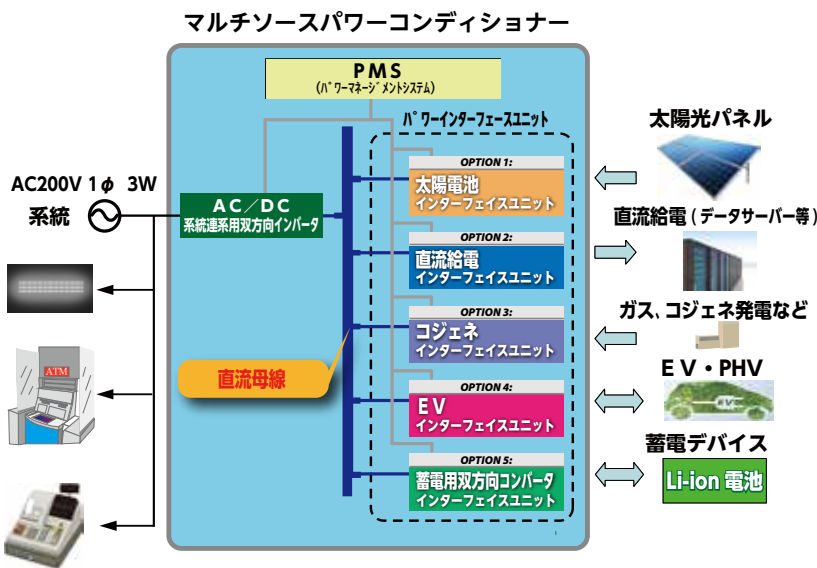 マルチソースパワーコンディショナー
PMS
(パワーマネージメントシステム)
パワーインターフェースユニット
太陽光パネル
OPTION 1:
太陽電池
インターフェイスユニット
AC200V 1φ 3W
系統
AC／DC
系統連系用双方向インバータ
直流給電 ( データサーバー等 )
OPTION 2:
直流給電
インターフェイスユニット
ガス、コジェネ発電など
OPTION 3:
コジェネ
インターフェイスユニット
ATM
直流母線
EV・PHV
OPTION 4:
EV
インターフェイスユニット
EV
蓄電デバイス
OPTION 5:
蓄電用双方向コンバータ
インターフェイスユニット
Li-ion 電池